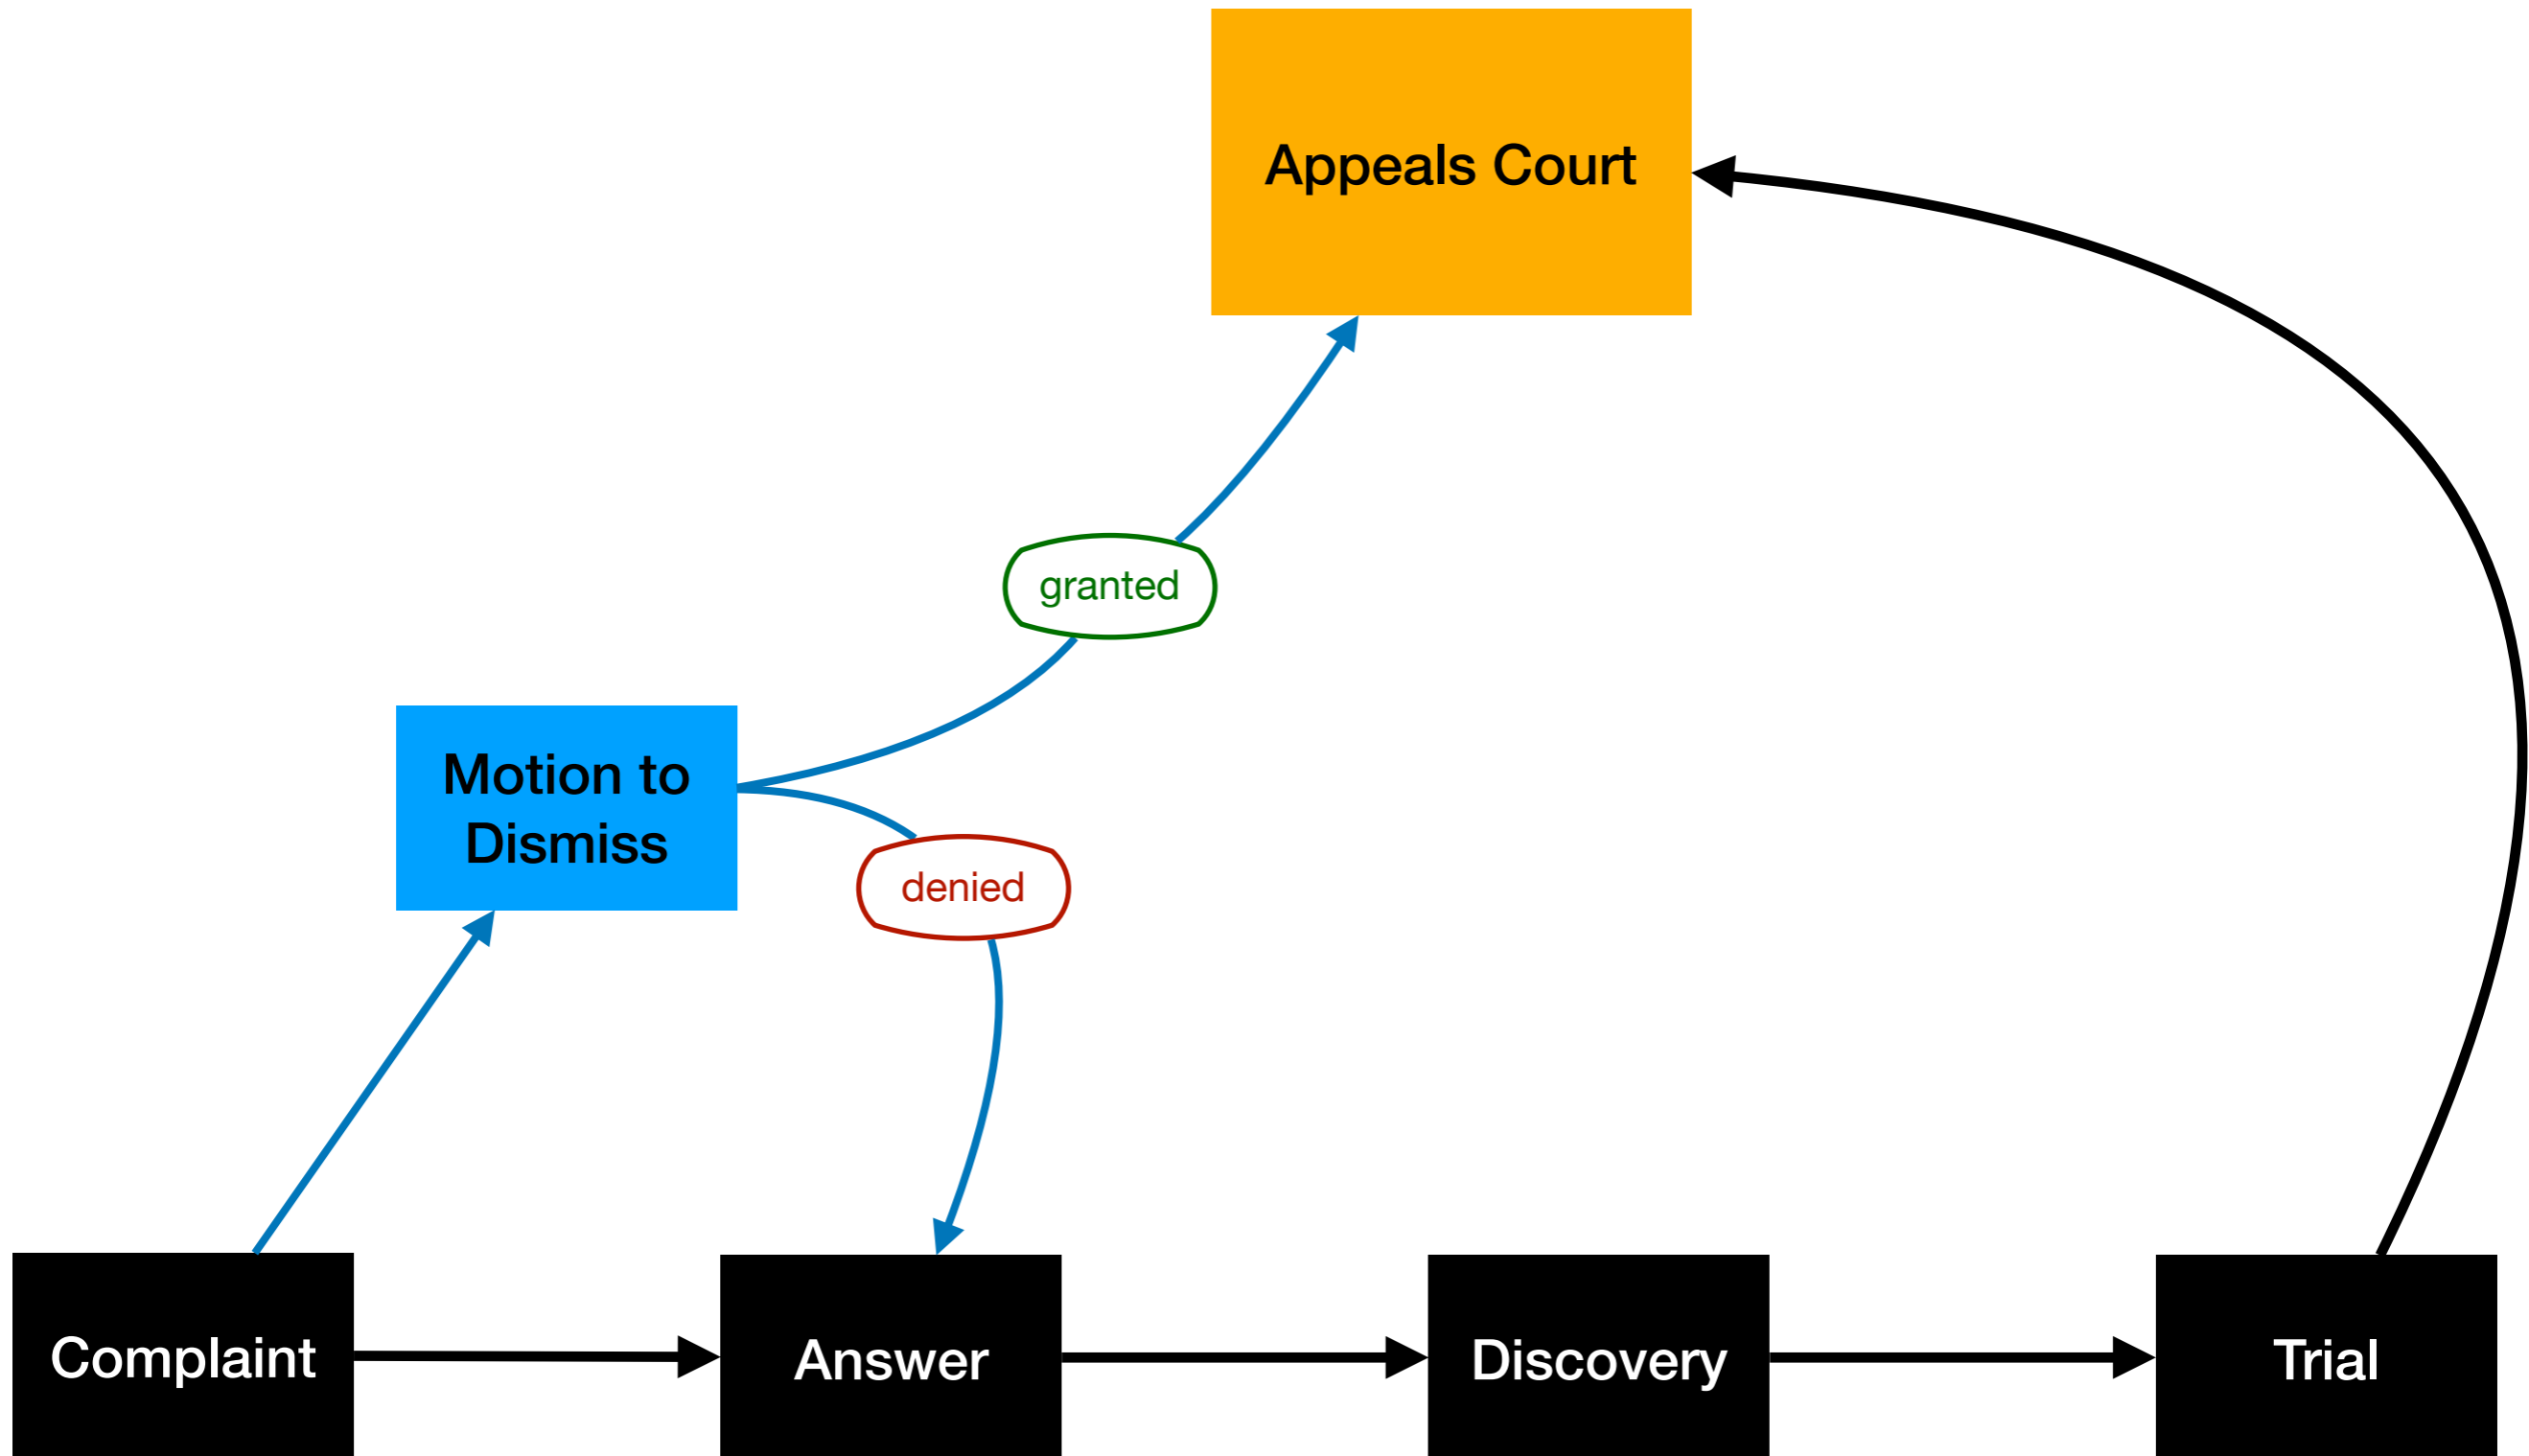 Appeals Court
granted
Motion to
Dismiss
denied
Complaint
Answer
Discovery
Trial